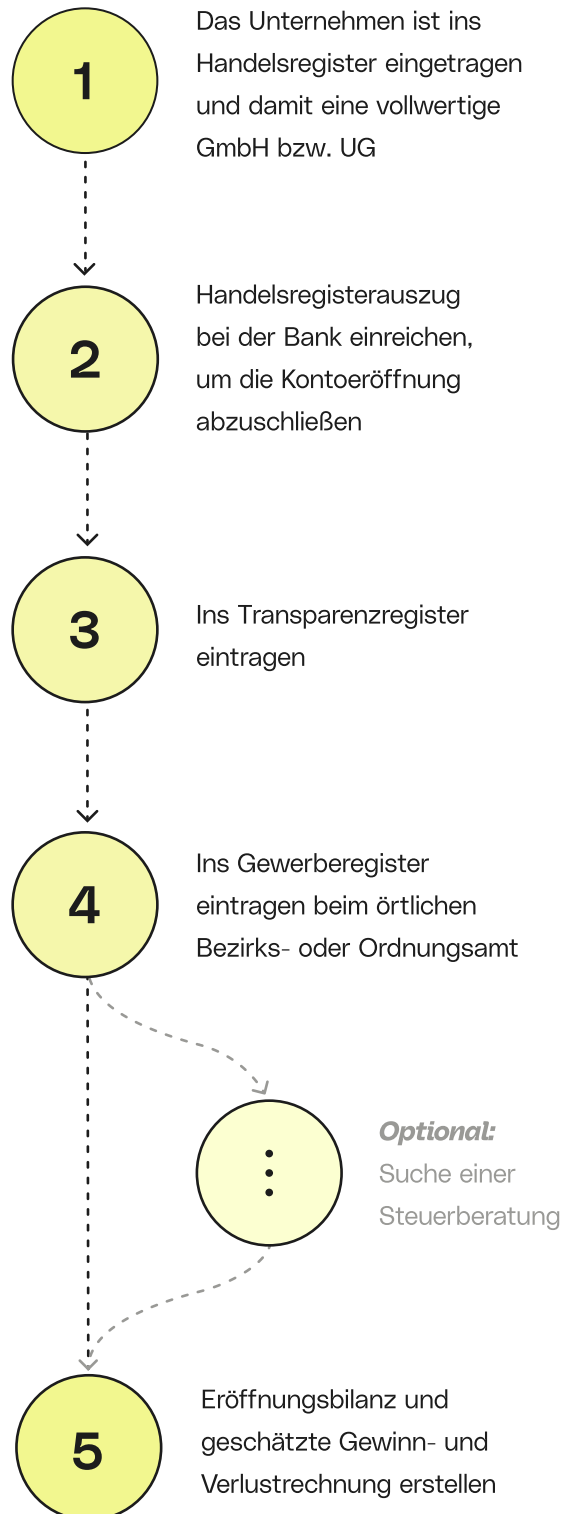 1
Das Unternehmen ist ins
Handelsregister eingetragen
und damit eine vollwertige
GmbH bzw. UG
2
Handelsregisterauszug
bei der Bank einreichen,
um die Kontoeröffnung
abzuschließen
3
Ins Transparenzregister
eintragen
4
Ins Gewerberegister
eintragen beim örtlichen
Bezirks- oder Ordnungsamt
Optional:
Suche einer
Steuerberatung
5
Eröffnungsbilanz und
geschätzte Gewinn- und
Verlustrechnung erstellen